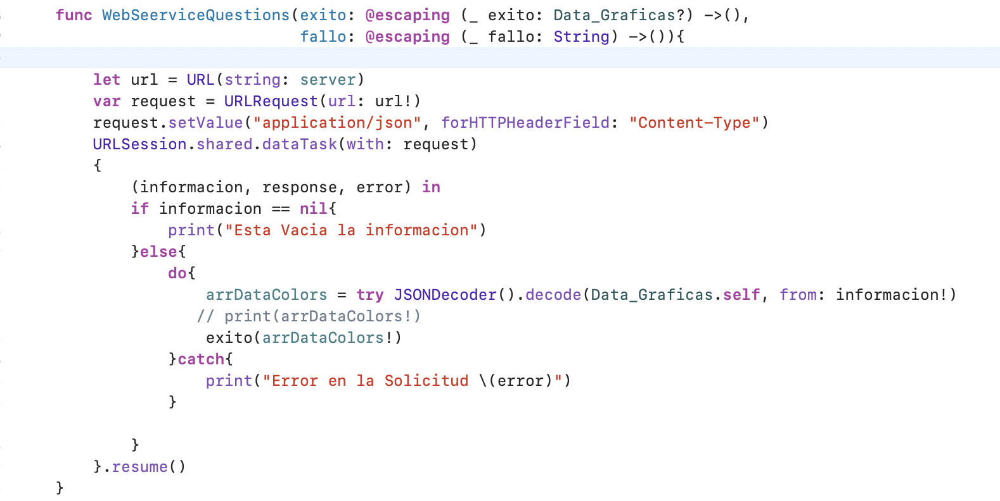 func WebSeerviceQuestions(exito: @escaping (_ exito: Data_Graficas?) ->(),
fallo: @escaping (_ fallo: String) ->()){
let url = URL(string: server)
var request = URLRequest(url: url!)
request.setValue("application/json", forHTTPHeaderField: "Content-Type")
URLSession.shared.dataTask(with: request)
{
(informacion, response, error) in
if informacion == nil{
print("Esta Vacia la informacion")
}else{
do{
arrDataColors = try JSONDecoder().decode(Data_Graficas.self, from: informacion!)
// print(arrDataColors!)
exito(arrDataColors!)
}catch{
print("Error en la Solicitud \(error)")
}
}
}.resume()
}